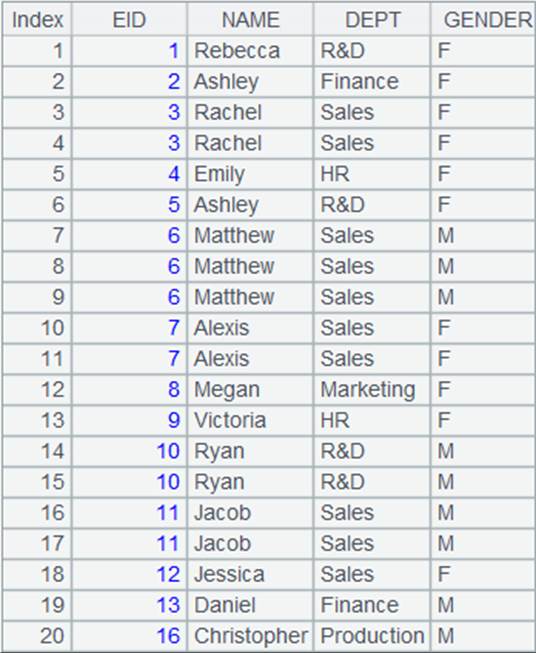 Index EID NAME DEPT GENDER
1 1 Rebecca R&D F
2 2 Ashley Finance F
3 3 Rachel Sales F
4 3 Rachel Sales F
5 4 Emily HR F
6 5 Ashley R&D F
7 6 Matthew Sales M
8 6 Matthew Sales M
9 6 Matthew Sales M
10 7 Alexis Sales F
11 7 Alexis Sales F
12 8 Megan Marketing F
13 9 Victoria HR F
14 10 Ryan R&D M
15 10 Ryan R&D M
16 11 Jacob Sales M
17 11 Jacob Sales M
18 12 Jessica Sales F
19 13 Daniel Finance M
20 16 Christopher Production M